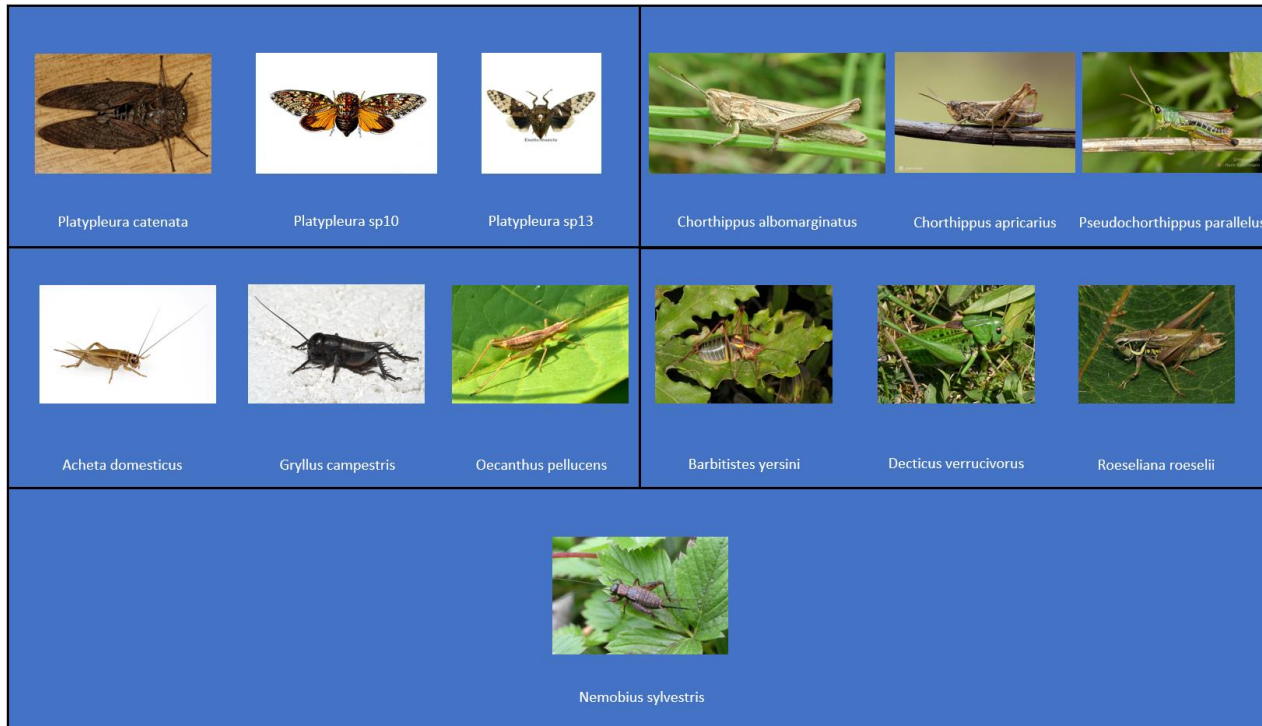 Platypleura catenata
Platypleura sp10
Platypleura sp13
Chorthippus albomarginatus
Chorthippus apricarius
Pseudochorthippus parallelus
Acheta domesticus
Gryllus campestris
Oecanthus pellucens
Barbitistes yersini
Decticus verrucivorus
Roeseliana roeselii
Nemobius sylvestris